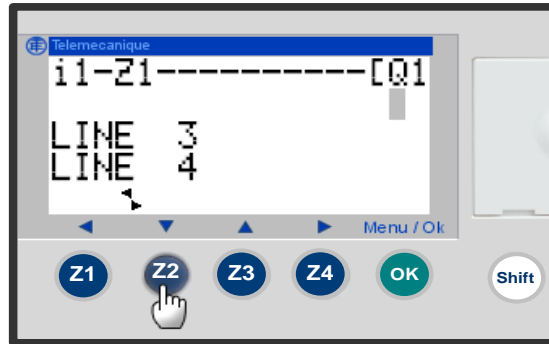 Telemecanique
i1-Z1----------[Q1
LINE 3
LINE 4
Menu / Ok
Z1 Z2 Z3 Z4 OK Shift